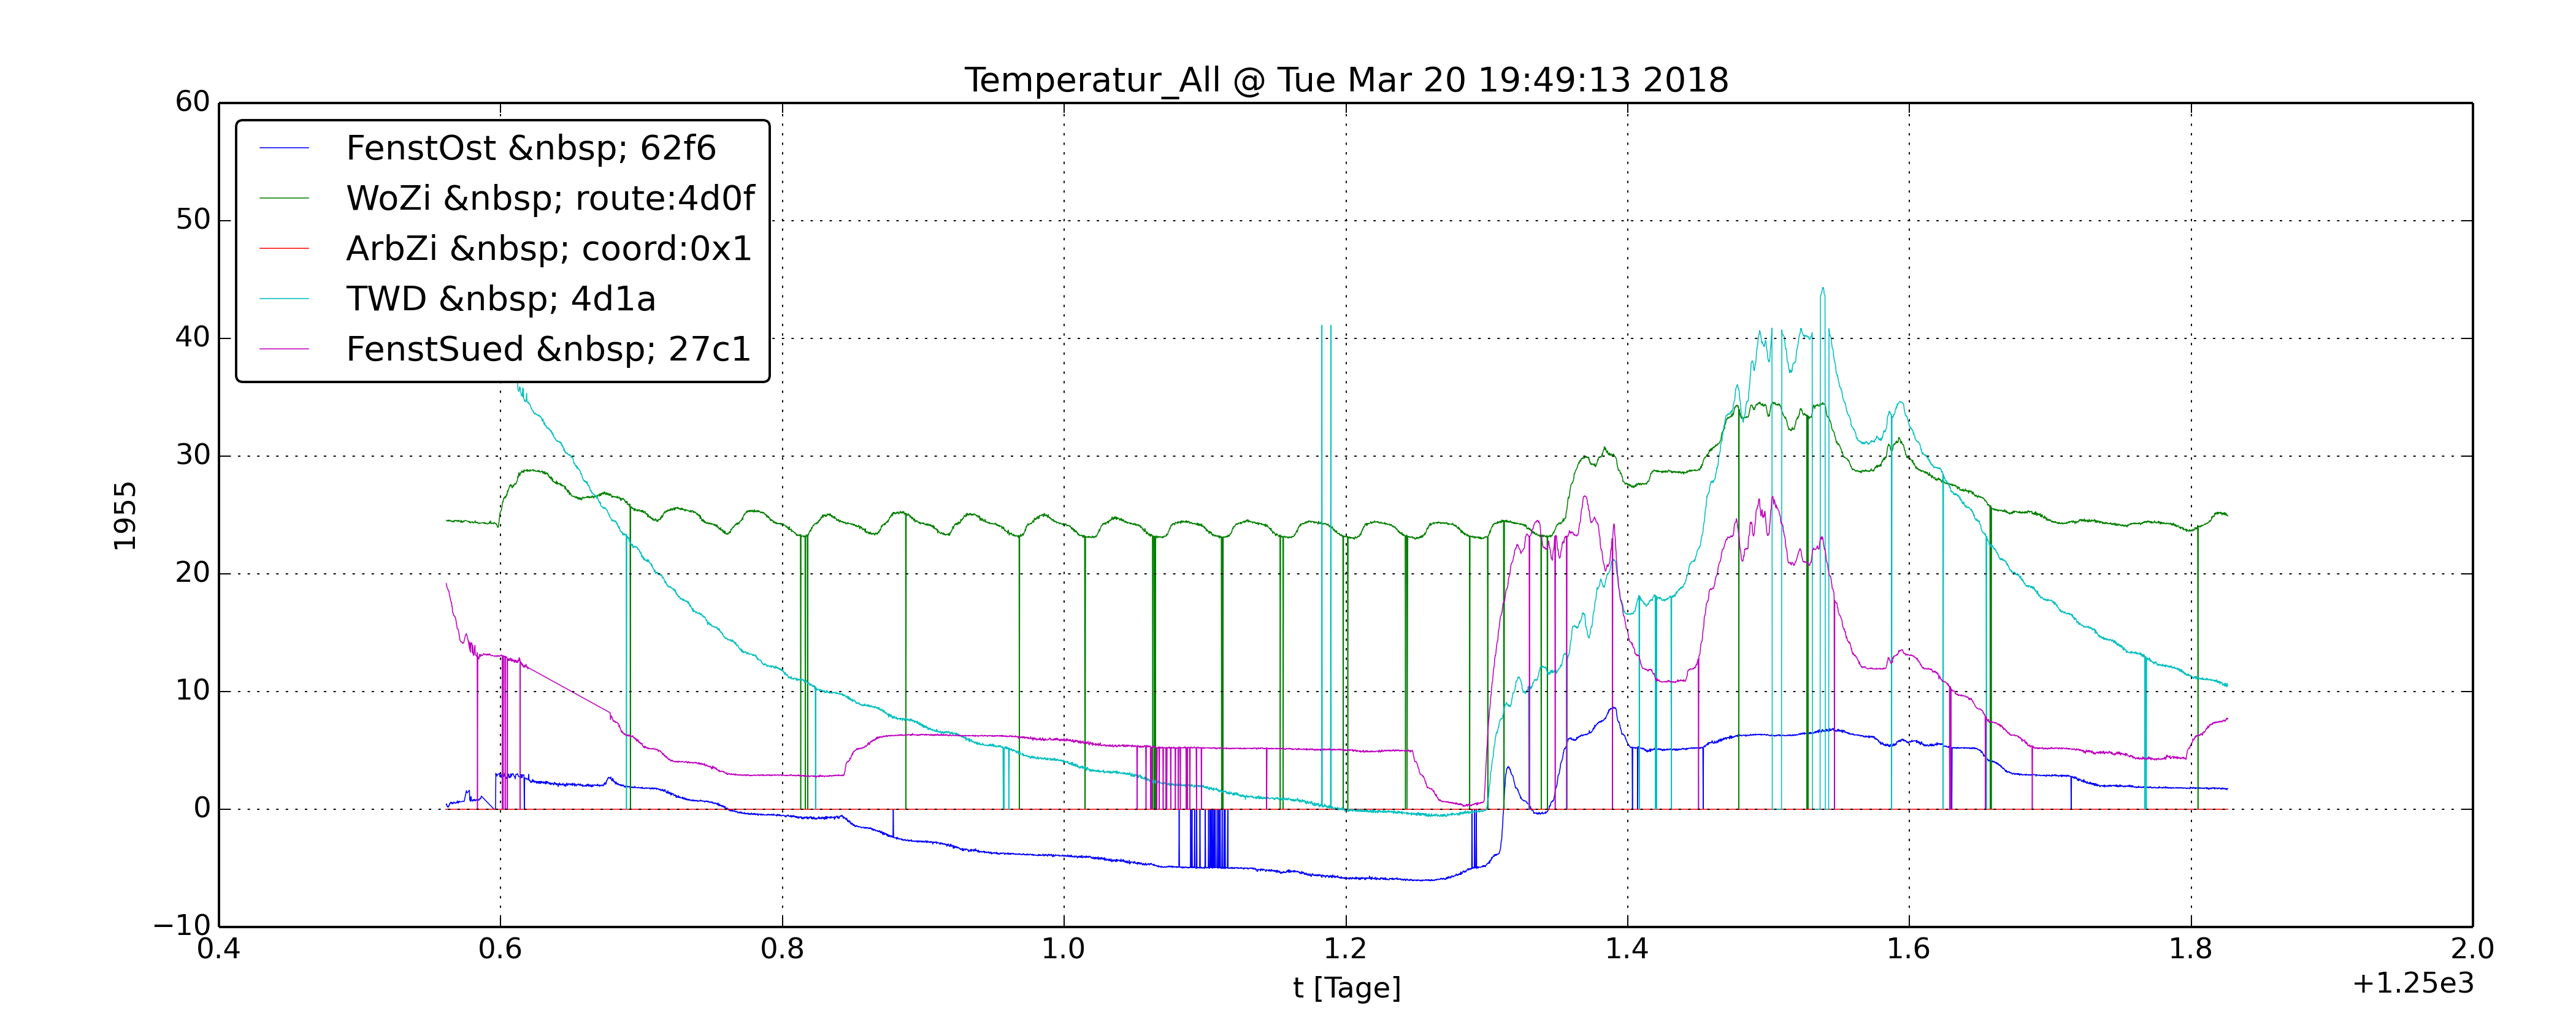 Temperatur_All @ Tue Mar 20 19:49:13 2018
60
50
40
30
20
10
0
−10
1955
FenstOst &nbsp; 62f6
WoZi &nbsp; route:4d0f
ArbZi &nbsp; coord:0x1
TWD &nbsp; 4d1a
FenstSued &nbsp; 27c1
0.4 0.6 0.8 1.0 1.2 1.4 1.6 1.8 2.0
t [Tage]
+1.25e3